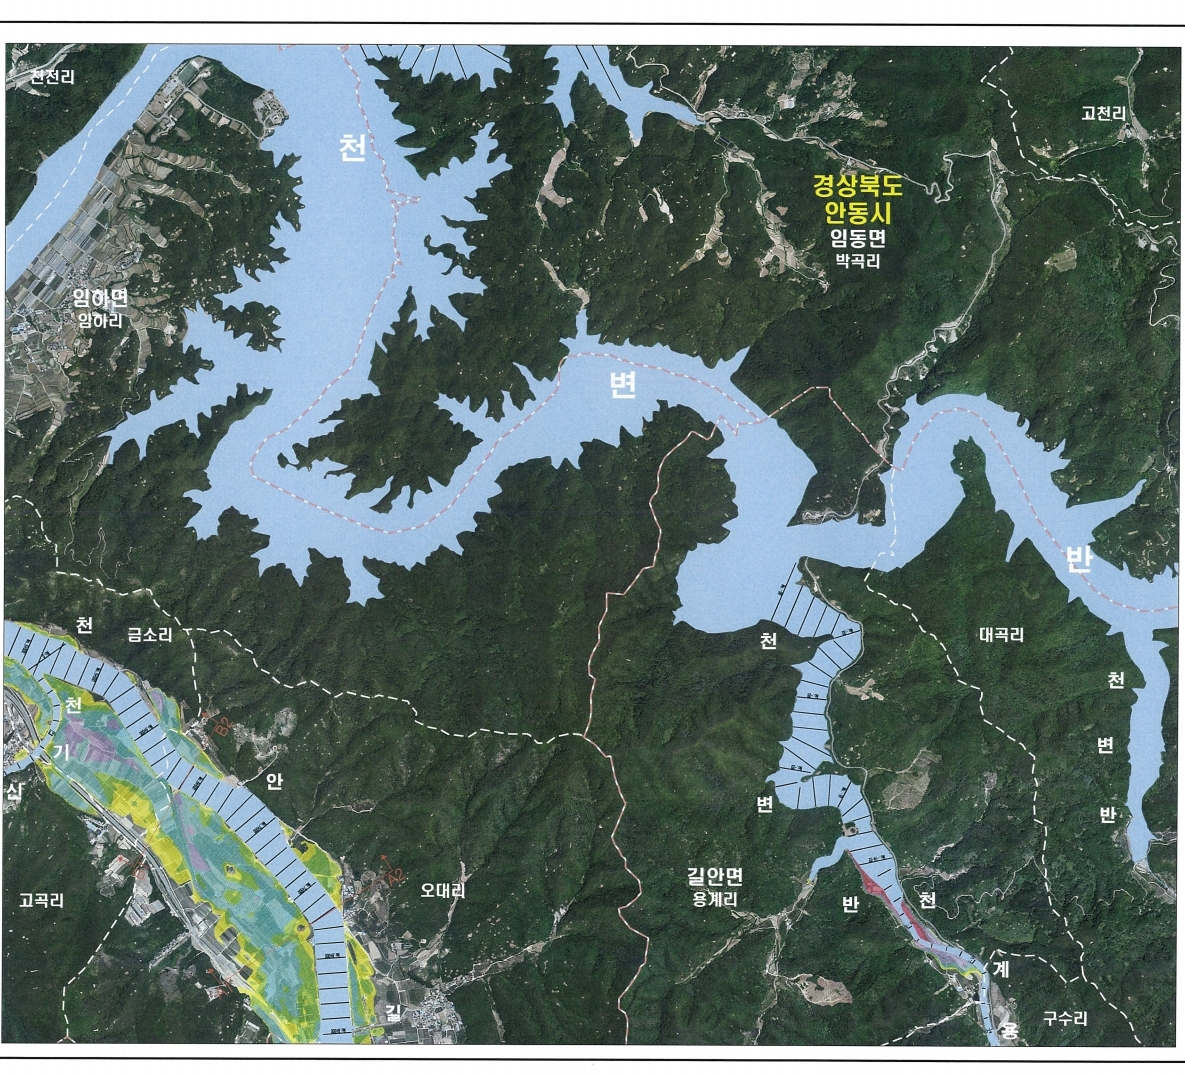 천전리
고천리
천
경상북도
안동시
임동면
박곡리
임하면
임하리
변
반
천
금소리
천
대곡리
천
천
B2
변
기
안
산
변
반
A2
길안면
용계리
오대리
고곡리
반
천
계
길
구수리
용